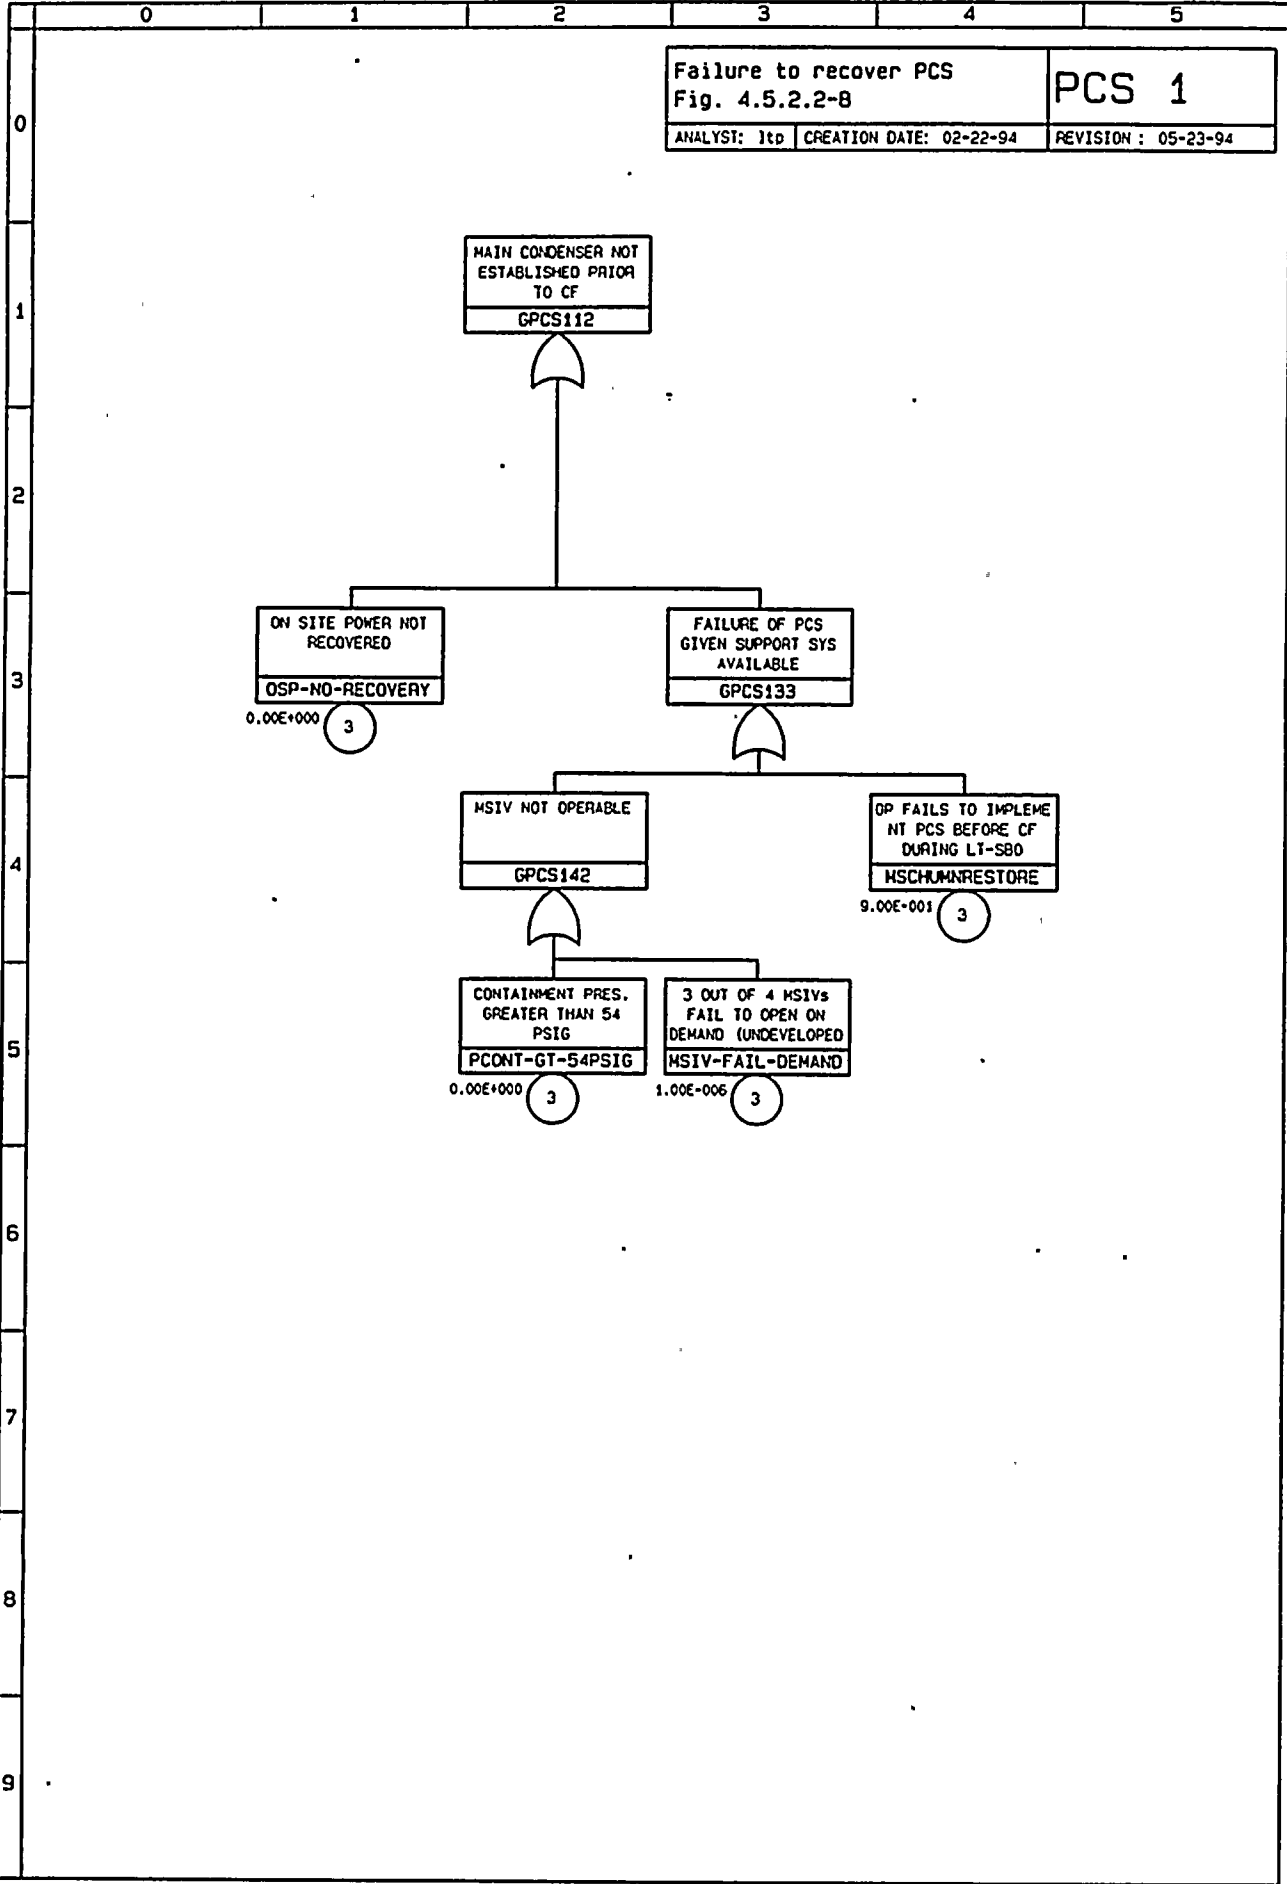 0 1 2 3 4 5
Failure to recover PCS
Fig. 4.5.2.2-8
PCS 1
ANALYST: ltp CREATION DATE: 02-22-94 REVISION : 05-23-94
0
MAIN CONDENSER NOT
ESTABLISHED PRIOR
TO CF
GPCS112
1
2
ON SITE POWER NOT
RECOVERED
OSP-NO-RECOVERY
0.00E+000
3
FAILURE OF PCS
GIVEN SUPPORT SYS
AVAILABLE
GPCS133
3
MSIV NOT OPERABLE
GPCS142
OP FAILS TO IMPLEME
NT PCS BEFORE CF
DURING LT-SBO
MSCHUMNRESTORE
9.00E-001
3
4
CONTAINMENT PRES.
GREATER THAN 54
PSIG
PCONT-GT-54PSIG
0.00E+000
3
3 OUT OF 4 MSIVs
FAIL TO OPEN ON
DEMAND (UNDEVELOPED
MSIV-FAIL-DEMAND
1.00E-006
3
5
6
7
8
9